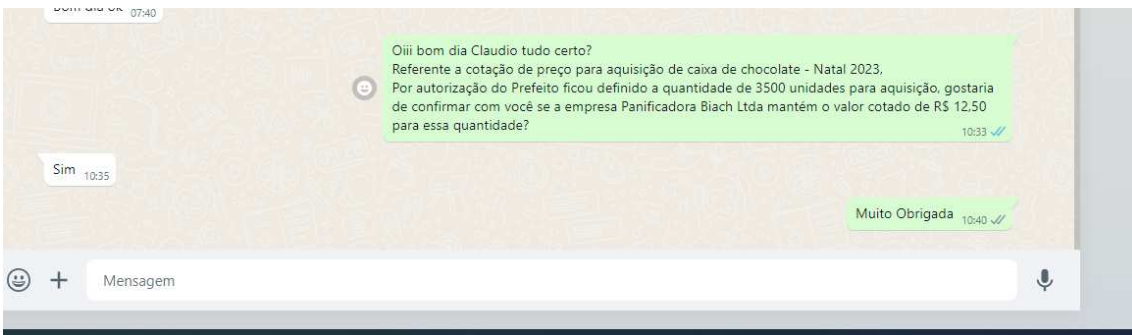 Bom dia ok 07:40
Oiii bom dia Claudio tudo certo?
Referente a cotação de preço para aquisição de caixa de chocolate - Natal 2023,
Por autorização do Prefeito ficou definido a quantidade de 3500 unidades para aquisição, gostaria
de confirmar com você se a empresa Panificadora Biach Ltda mantém o valor cotado de R$ 12,50
para essa quantidade?
10:33
Sim 10:35
Muito Obrigada 10:40
Mensagem